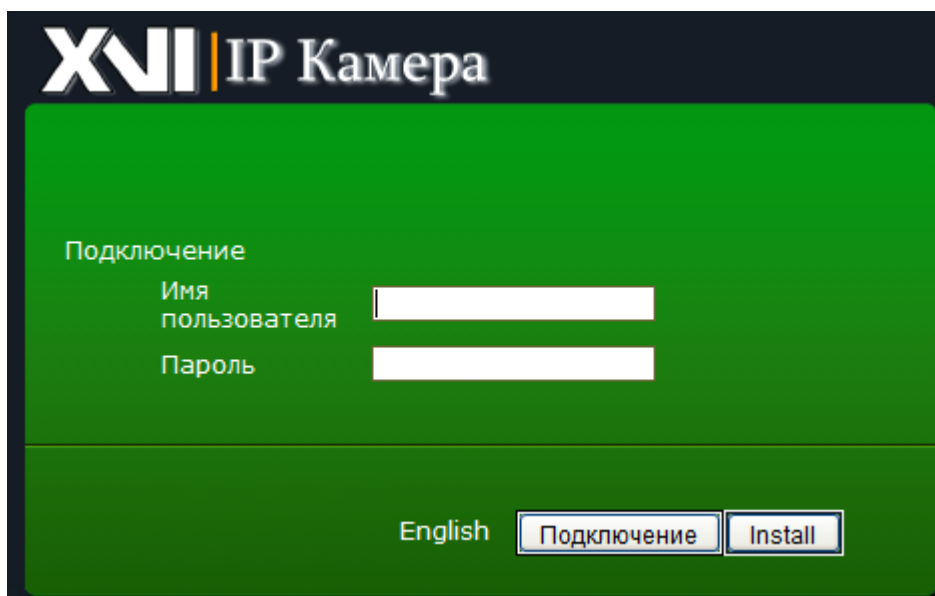 XVI IP Камера
Подключение
Имя
пользователя
Пароль
English Подключение Install